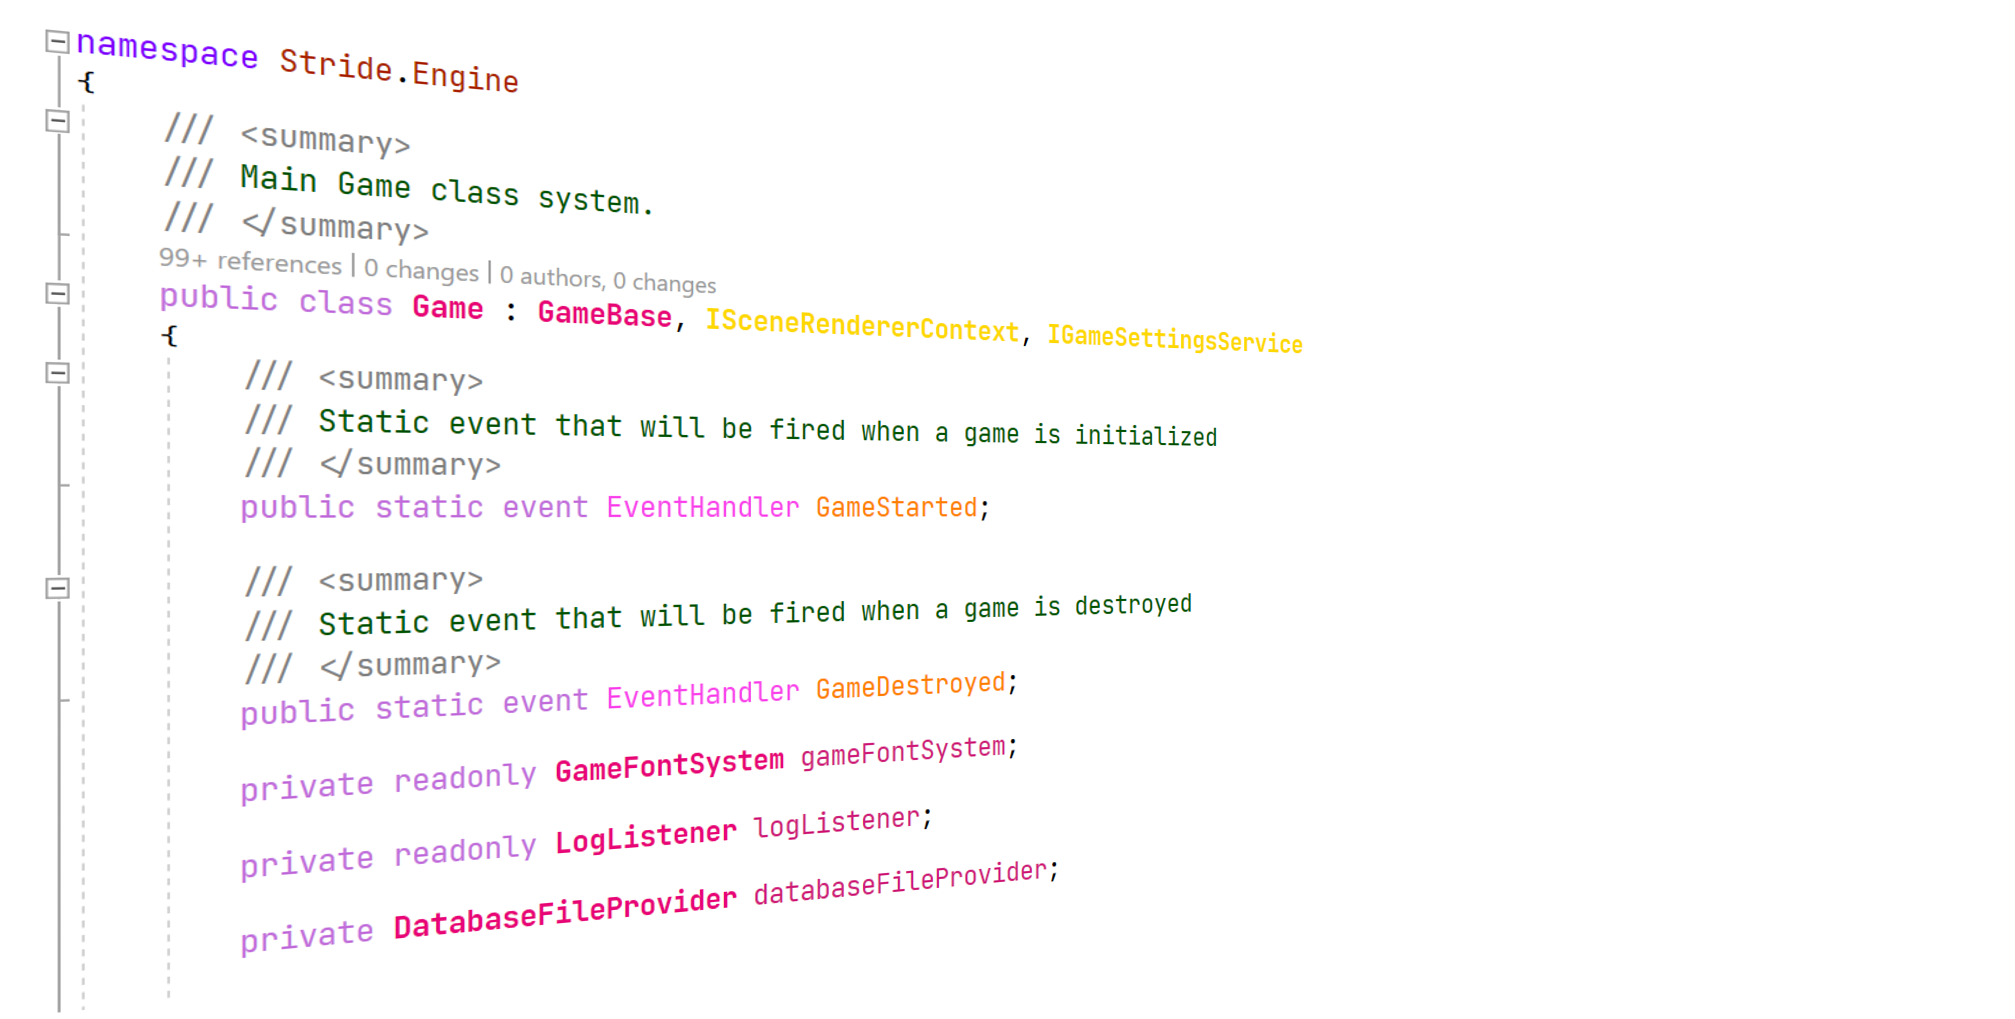 namespace Stride.Engine
{
/// <summary>
/// Main Game class system.
/// </summary>
99+ references | 0 changes | 0 authors, 0 changes
public class Game : GameBase, ISceneRendererContext, IGameSettingsService
{
/// <summary>
/// Static event that will be fired when a game is initialized
/// </summary>
public static event EventHandler GameStarted;
/// <summary>
/// Static event that will be fired when a game is destroyed
/// </summary>
public static event EventHandler GameDestroyed;
private readonly GameFontSystem gameFontSystem;
private readonly LogListener logListener;
private DatabaseFileProvider databaseFileProvider;